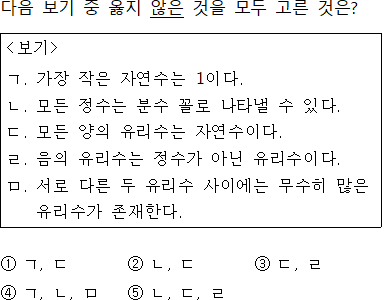 다음 보기 중 옳지 않은 것을 모두 고른 것은?
<보기>
ㄱ. 가장 작은 자연수는 1이다.
ㄴ. 모든 정수는 분수 꼴로 나타낼 수 있다.
ㄷ. 모든 양의 유리수는 자연수이다.
ㄹ. 음의 유리수는 정수가 아닌 유리수이다.
ㅁ. 서로 다른 두 유리수 사이에는 무수히 많은
유리수가 존재한다.
① ㄱ, ㄷ ② ㄴ, ㄷ ③ ㄷ, ㄹ
④ ㄱ, ㄴ, ㅁ ⑤ ㄴ, ㄷ, ㄹ